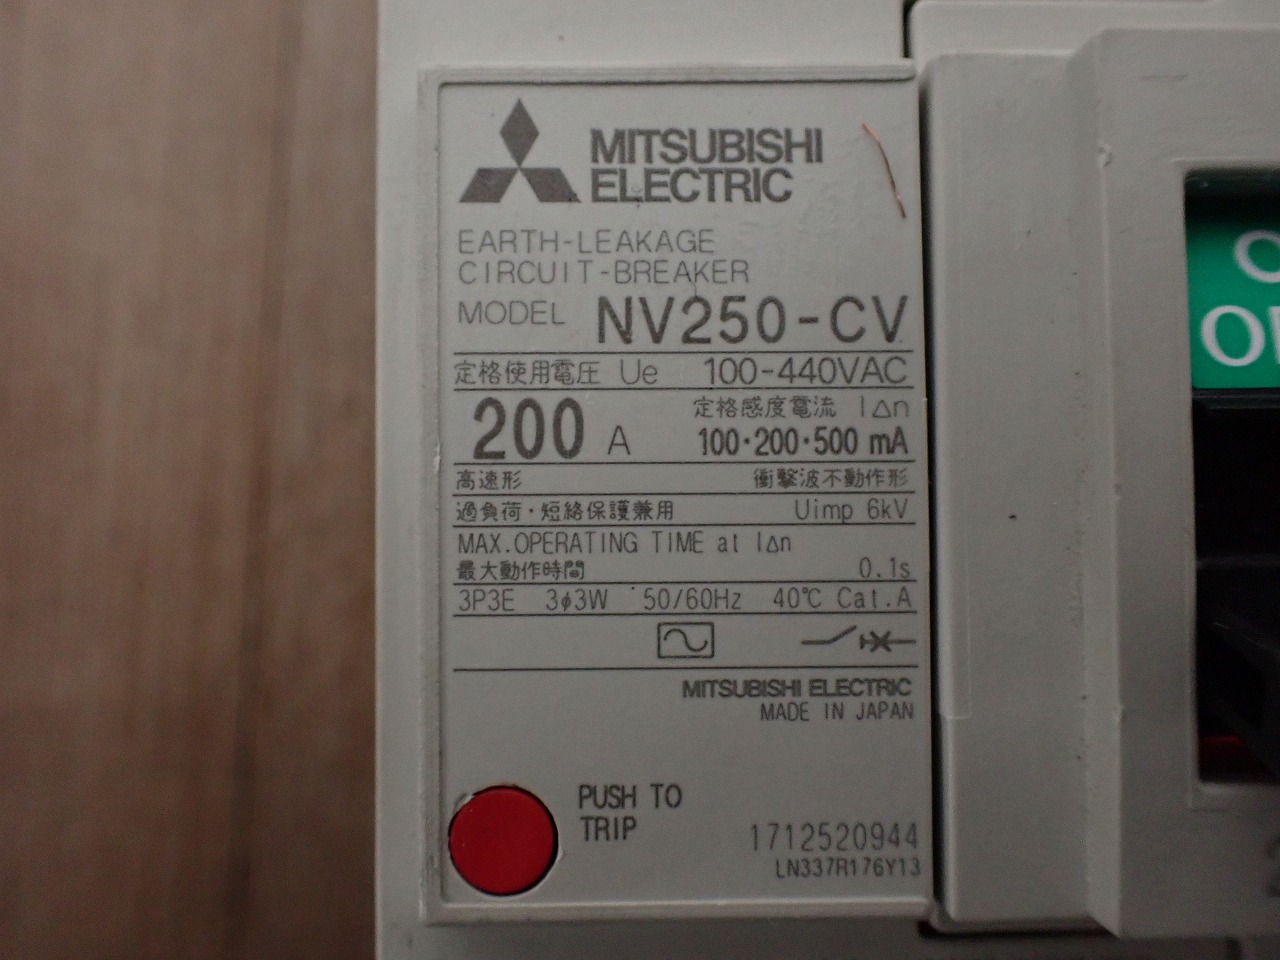 MITSUBISHI
ELECTRIC
EARTH-LEAKAGE
CIRCUIT-BREAKER
MODEL NV250-CV
定格使用電圧 Ue 100-440VAC
200 A 定格感度電流 I△n
100・200・500 mA
高速形 衝撃波不動作形
過負荷・短絡保護兼用 Uimp 6kV
MAX.OPERATING TIME at I△n
最大動作時間 0.1s
3P3E 3φ3W 50/60Hz 40℃ Cat.A
MITSUBISHI ELECTRIC
MADE IN JAPAN
PUSH TO
TRIP
1712520944
LN337R176Y13